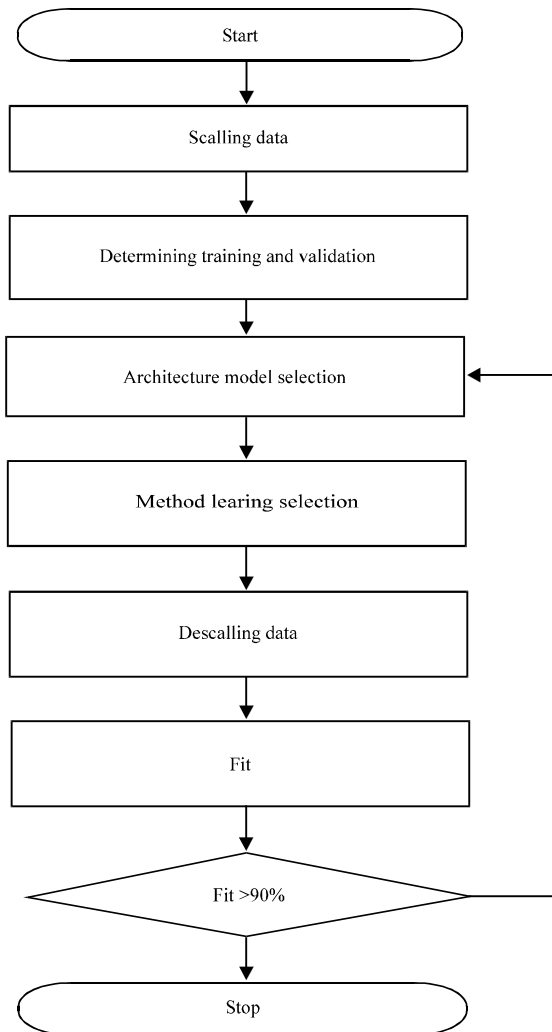 Start
Scalling data
Determining training and validation
Architecture model selection
Method learing selection
Descalling data
Fit
Fit >90%
Stop